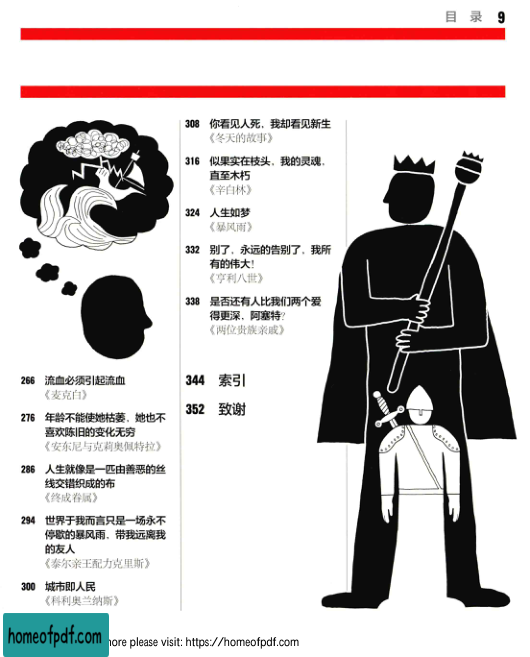 目 录 9
266 流血必须引起流血
《麦克白》
276 年龄不能使她枯萎,她也不
喜欢陈旧的变化无穷
《安东尼与克莉奥佩特拉》
286 人生就像是一匹由善恶的丝
线交错织成的布
《终成眷属》
294 世界于我而言只是一场永不
停歇的暴风雨,带我远离我
的友人
《泰尔亲王配力克里斯》
300 城市即人民
《科利奥兰纳斯》
308 你看见人死,我却看见新生
《冬天的故事》
316 似果实在枝头,我的灵魂,
直至木朽
《辛白林》
324 人生如梦
《暴风雨》
332 别了,永远的告别了,我所
有的伟大!
《亨利八世》
338 是否还有人比我们两个爱
得更深,阿塞特?
《两位贵族亲戚》
344 索引
352 致谢
homeofpdf.com
ore please visit: https://homeofpdf.com